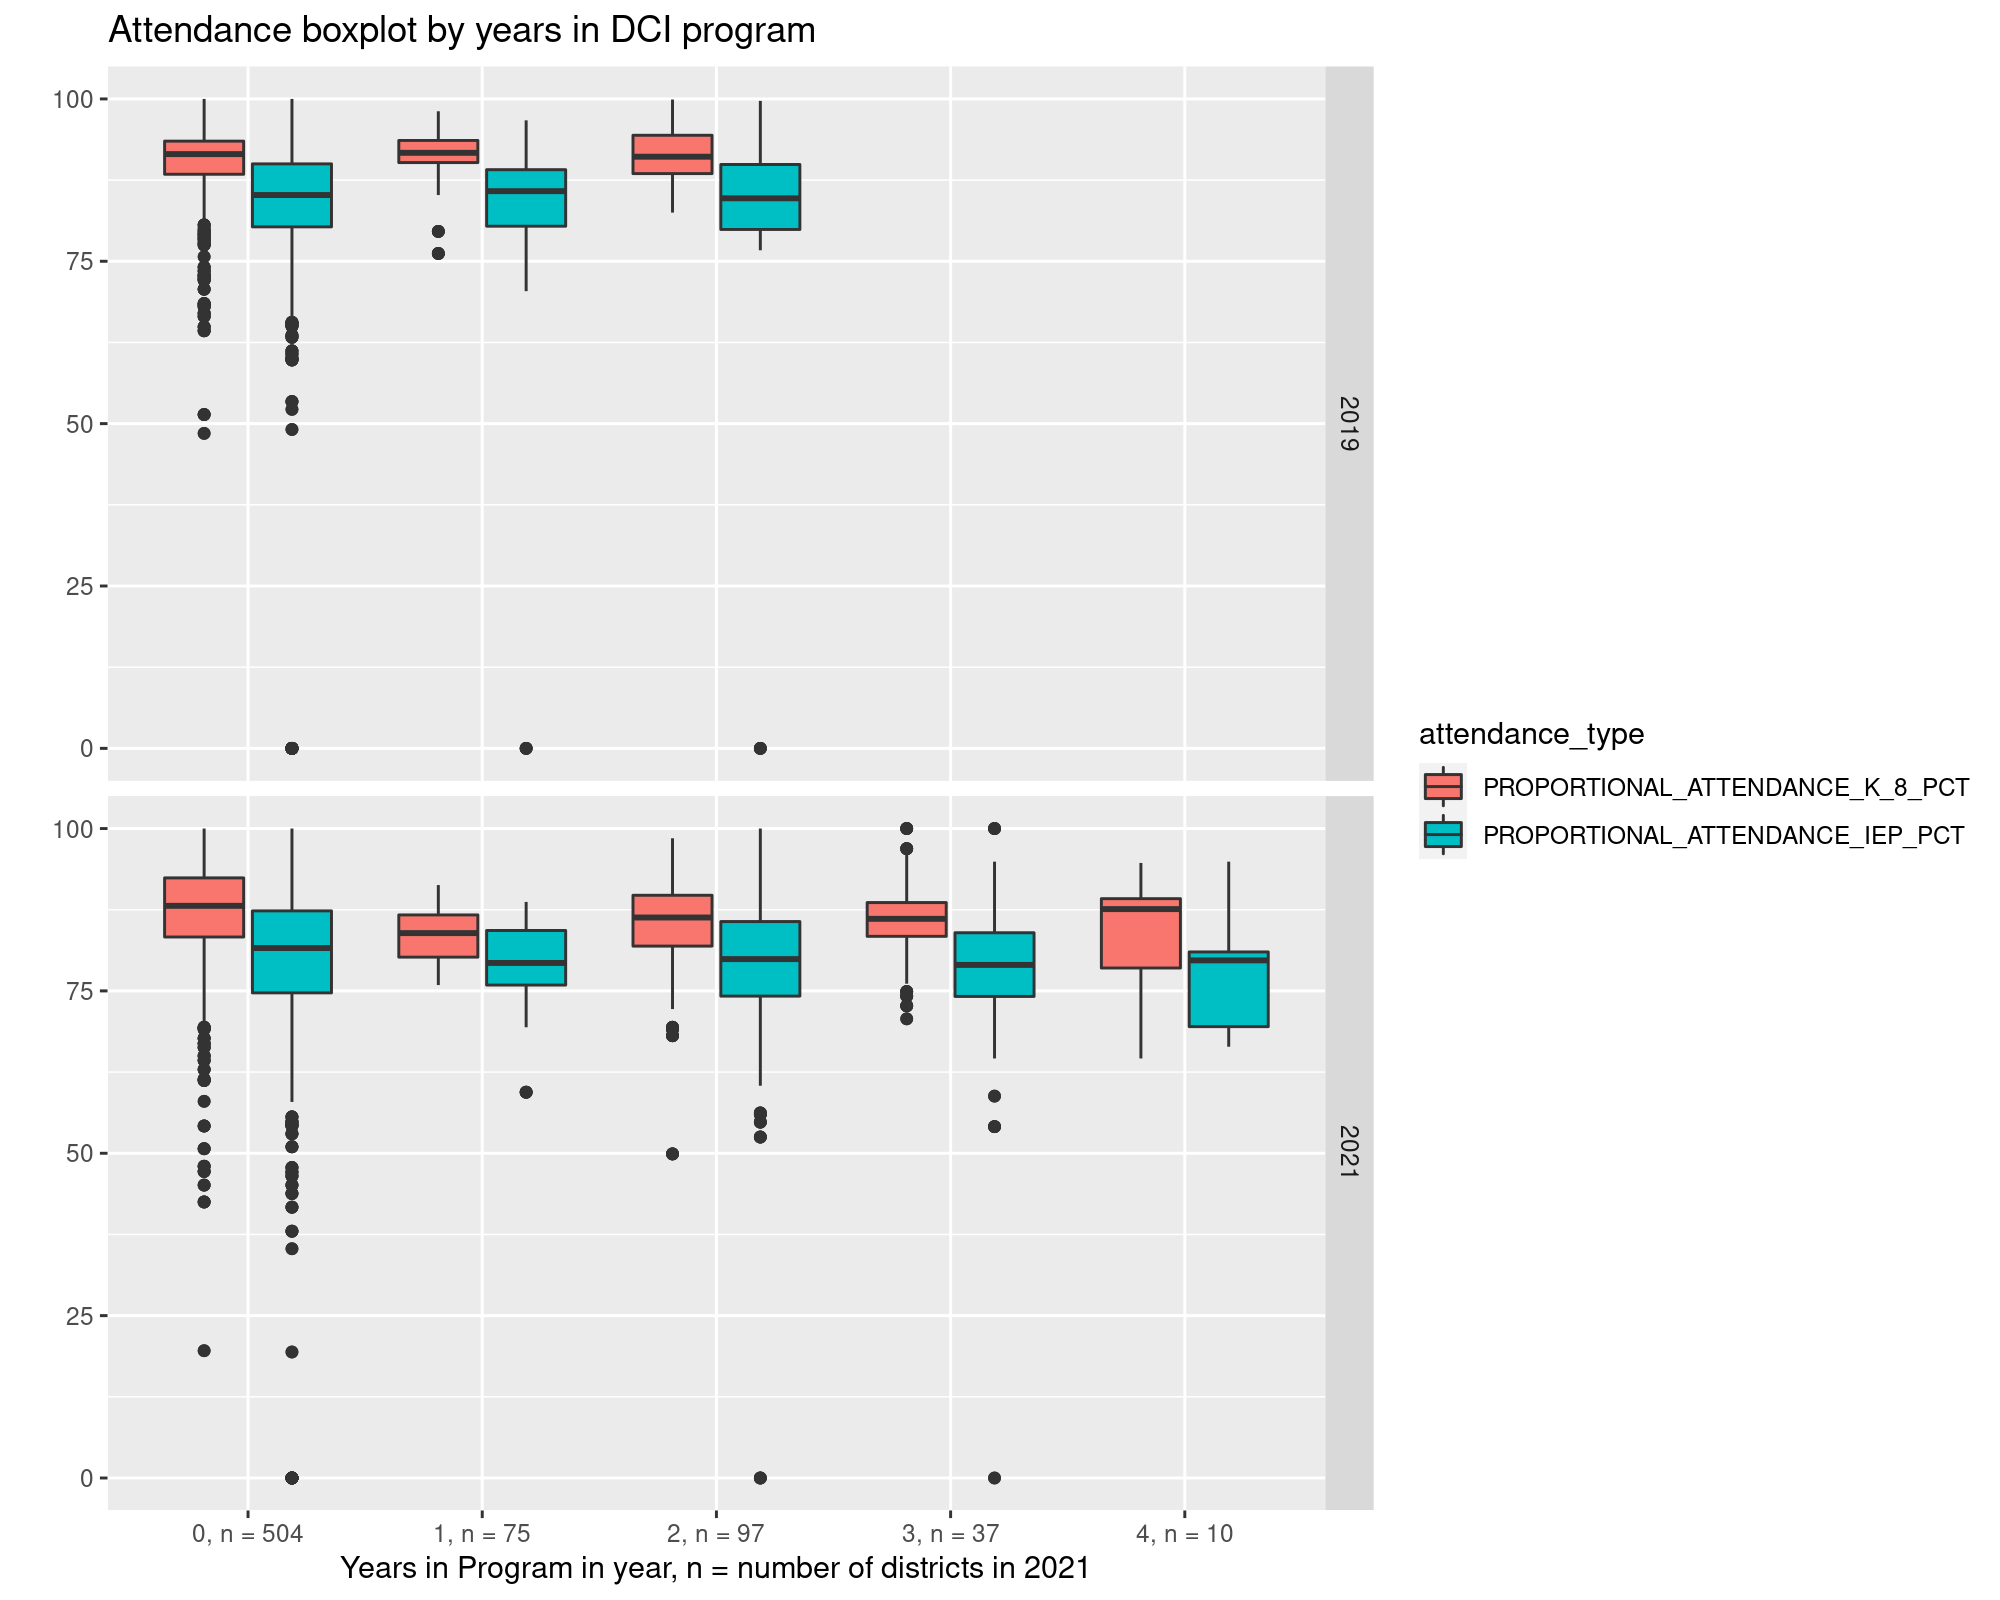 Attendance boxplot by years in DCI program
100
75
50
25
0
2019
100
75
50
25
0
2021
0, n = 504
1, n = 75
2, n = 97
3, n = 37
4, n = 10
Years in Program in year, n = number of districts in 2021
attendance_type
PROPORTIONAL_ATTENDANCE_K_8_PCT
PROPORTIONAL_ATTENDANCE_IEP_PCT